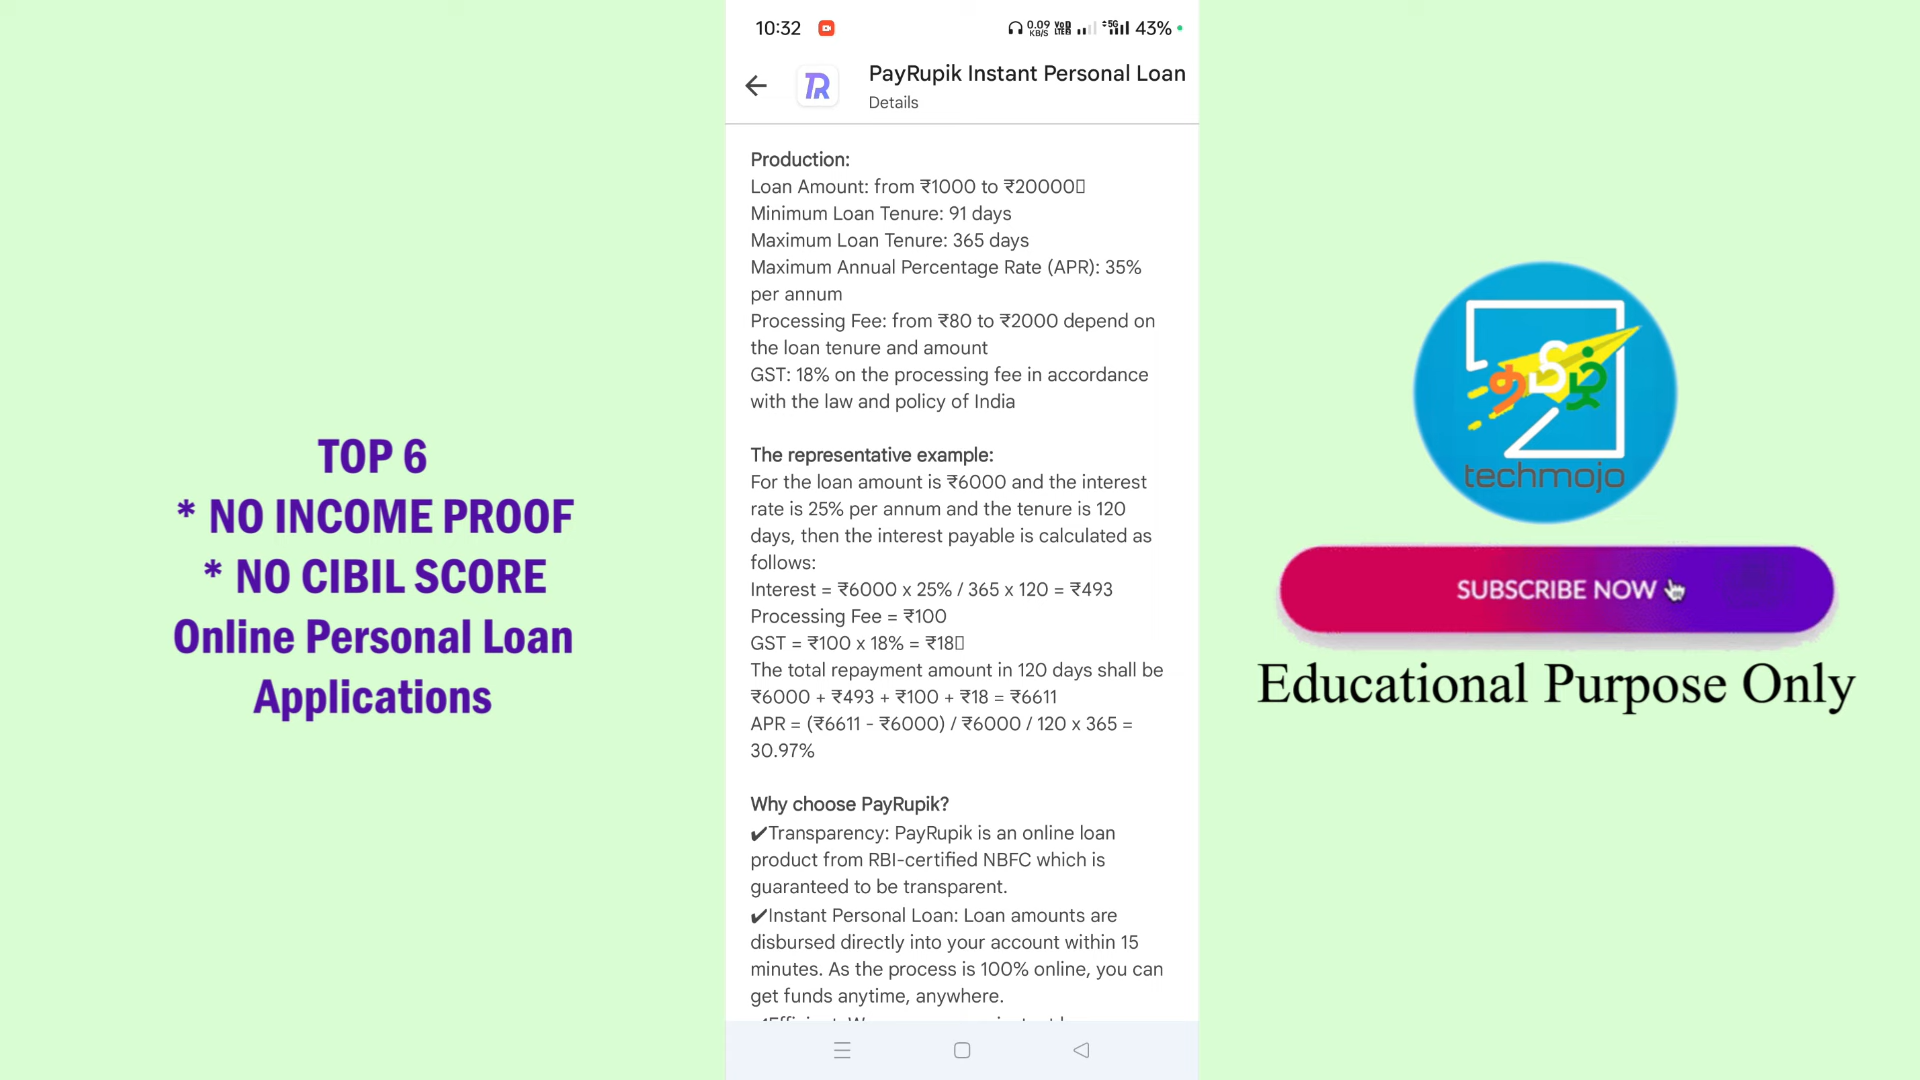 10:32
0.09 KB/S
VoD LTE2
5G
43%
PayRupik Instant Personal Loan
Details
Production:
Loan Amount: from ₹1000 to ₹20000
Minimum Loan Tenure: 91 days
Maximum Loan Tenure: 365 days
Maximum Annual Percentage Rate (APR): 35%
per annum
Processing Fee: from ₹80 to ₹2000 depend on
the loan tenure and amount
GST: 18% on the processing fee in accordance
with the law and policy of India
The representative example:
For the loan amount is ₹6000 and the interest
rate is 25% per annum and the tenure is 120
days, then the interest payable is calculated as
follows:
Interest = ₹6000 x 25% / 365 x 120 = ₹493
Processing Fee = ₹100
GST = ₹100 x 18% = ₹18
The total repayment amount in 120 days shall be
₹6000 + ₹493 + ₹100 + ₹18 = ₹6611
APR = (₹6611 - ₹6000) / ₹6000 / 120 x 365 =
30.97%
Why choose PayRupik?
✔Transparency: PayRupik is an online loan
product from RBI-certified NBFC which is
guaranteed to be transparent.
✔Instant Personal Loan: Loan amounts are
disbursed directly into your account within 15
minutes. As the process is 100% online, you can
get funds anytime, anywhere.
TOP 6
* NO INCOME PROOF
* NO CIBIL SCORE
Online Personal Loan
Applications
தமிழ்
techmojo
SUBSCRIBE NOW
Educational Purpose Only